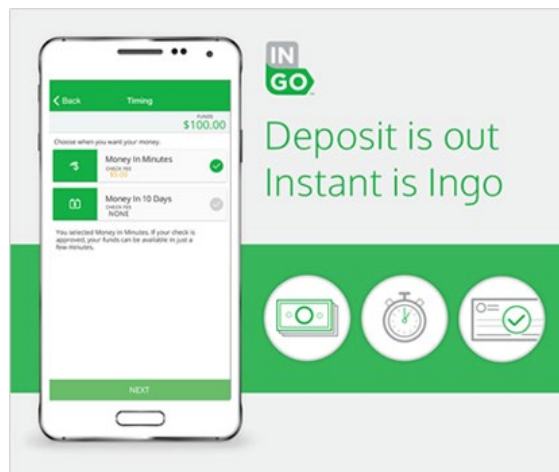 Back
Timing
FUNDS
$100.00
Choose when you want your money.
Money In Minutes
CHECK FEE
$5.00
Money In 10 Days
CHECK FEE
NONE
You selected Money in Minutes. If your check is
approved, your funds can be available in just a
few minutes.
NEXT
IN
GO
Deposit is out
Instant is Ingo